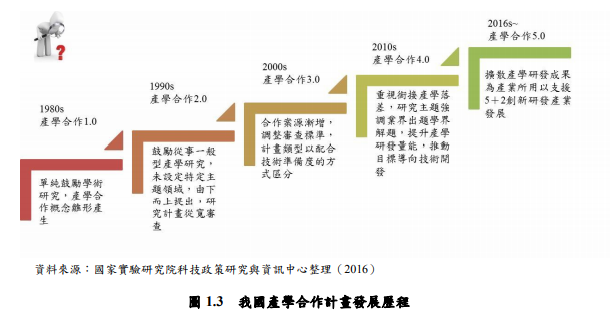 1980s
產學合作1.0
單純鼓勵學術
研究，產學合
作概念雛形產
生
1990s
產學合作2.0
鼓勵從事一般
型產學研究，
未設定特定主
題領域，由下
而上提出，研
究計畫從寬審
查
2000s
產學合作3.0
合作案源漸增，
調整審查標準，
計畫類型以配合
技術準備度的方
式區分
2010s
產學合作4.0
重視銜接產學落
差，研究主題強
調業界出題學界
解題，提升產學
研發量能，推動
目標導向技術開
發
2016s~
產學合作5.0
擴散產學研發成果
為產業所用以支援
5+2創新研發產業
發展
資料來源：國家實驗研究院科技政策研究與資訊中心整理（2016）
圖 1.3 我國產學合作計畫發展歷程